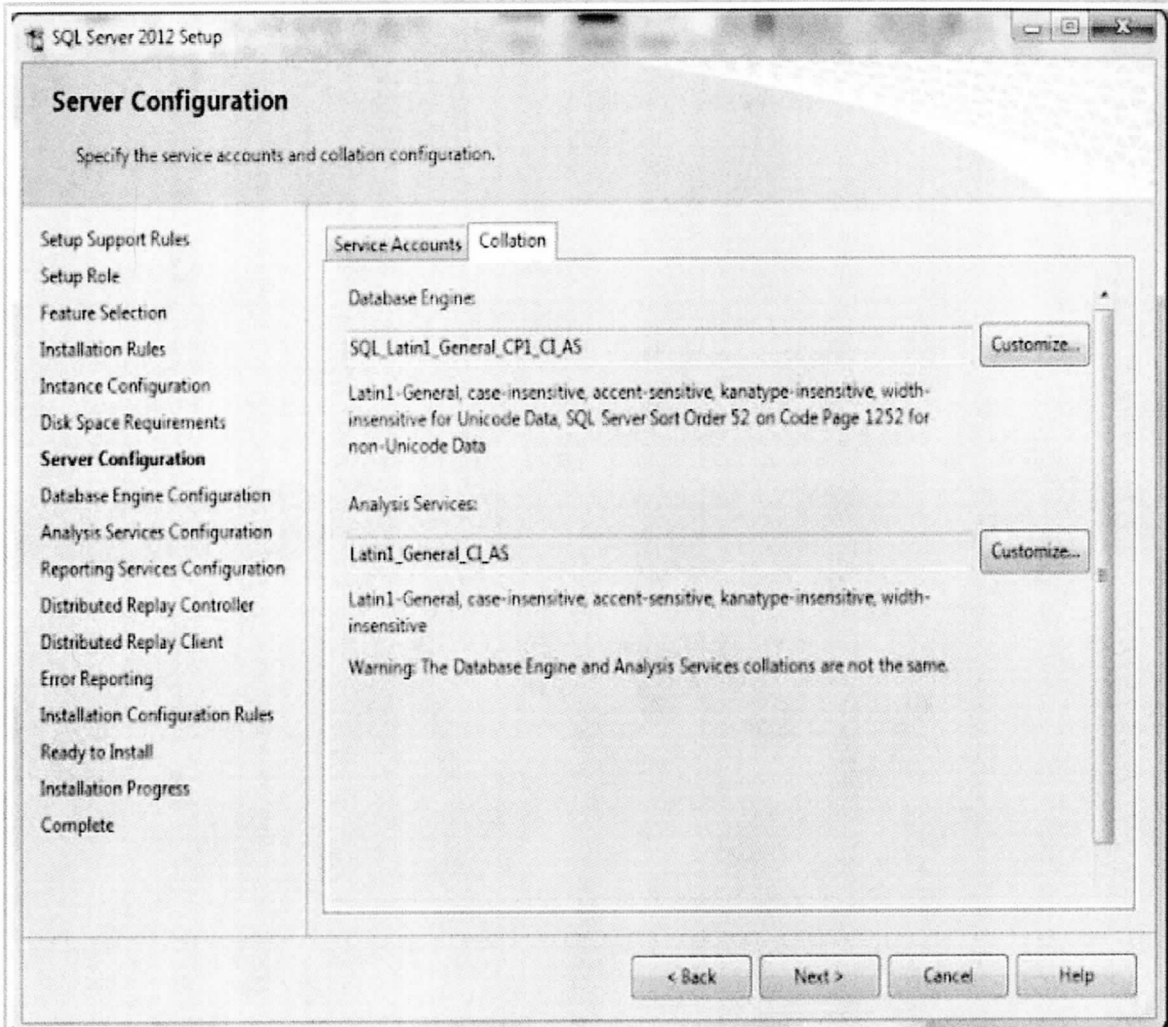 SQL Server 2012 Setup
Server Configuration
Specify the service accounts and collation configuration.
Setup Support Rules
Setup Role
Feature Selection
Installation Rules
Instance Configuration
Disk Space Requirements
Server Configuration
Database Engine Configuration
Analysis Services Configuration
Reporting Services Configuration
Distributed Replay Controller
Distributed Replay Client
Error Reporting
Installation Configuration Rules
Ready to Install
Installation Progress
Complete
Service Accounts Collation
Database Engine:
SQL_Latin1_General_CP1_CI_AS Customize...
Latin1-General, case-insensitive, accent-sensitive, kanatype-insensitive, width-
insensitive for Unicode Data, SQL Server Sort Order 52 on Code Page 1252 for
non-Unicode Data
Analysis Services:
Latin1_General_CI_AS Customize...
Latin1-General, case-insensitive, accent-sensitive, kanatype-insensitive, width-
insensitive
Warning: The Database Engine and Analysis Services collations are not the same.
< Back Next > Cancel Help